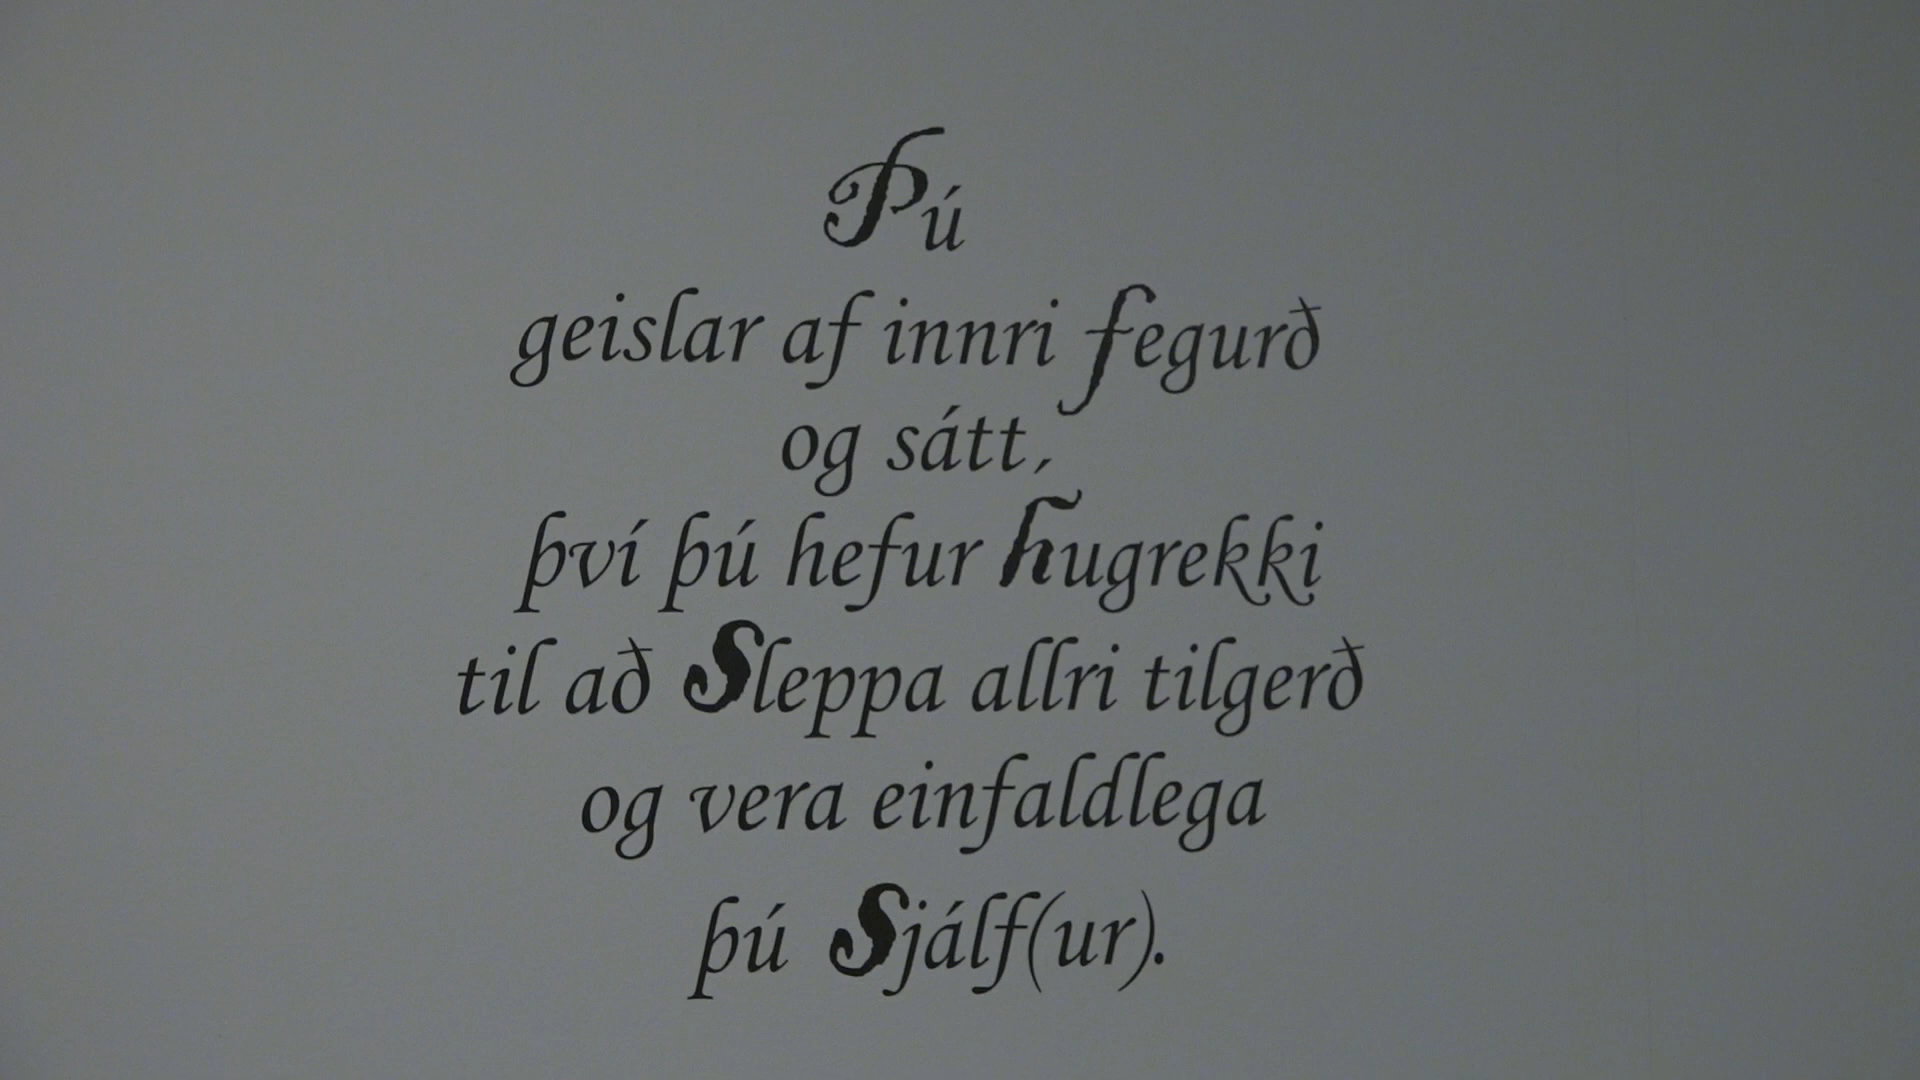 Þú
geislar af innri fegurð
og sátt,
því þú hefur hugrekki
til að Sleppa allri tilgerð
og vera einfaldlega
þú Sjálf(ur).